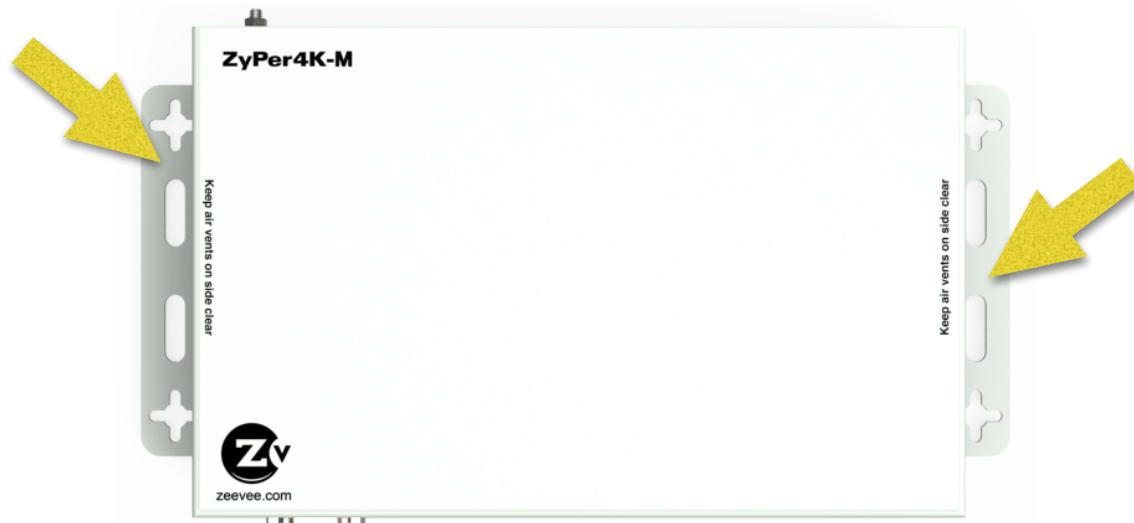 ZyPer4K-M
Keep air vents on side clear
Keep air vents on side clear
Zv
zeevee.com